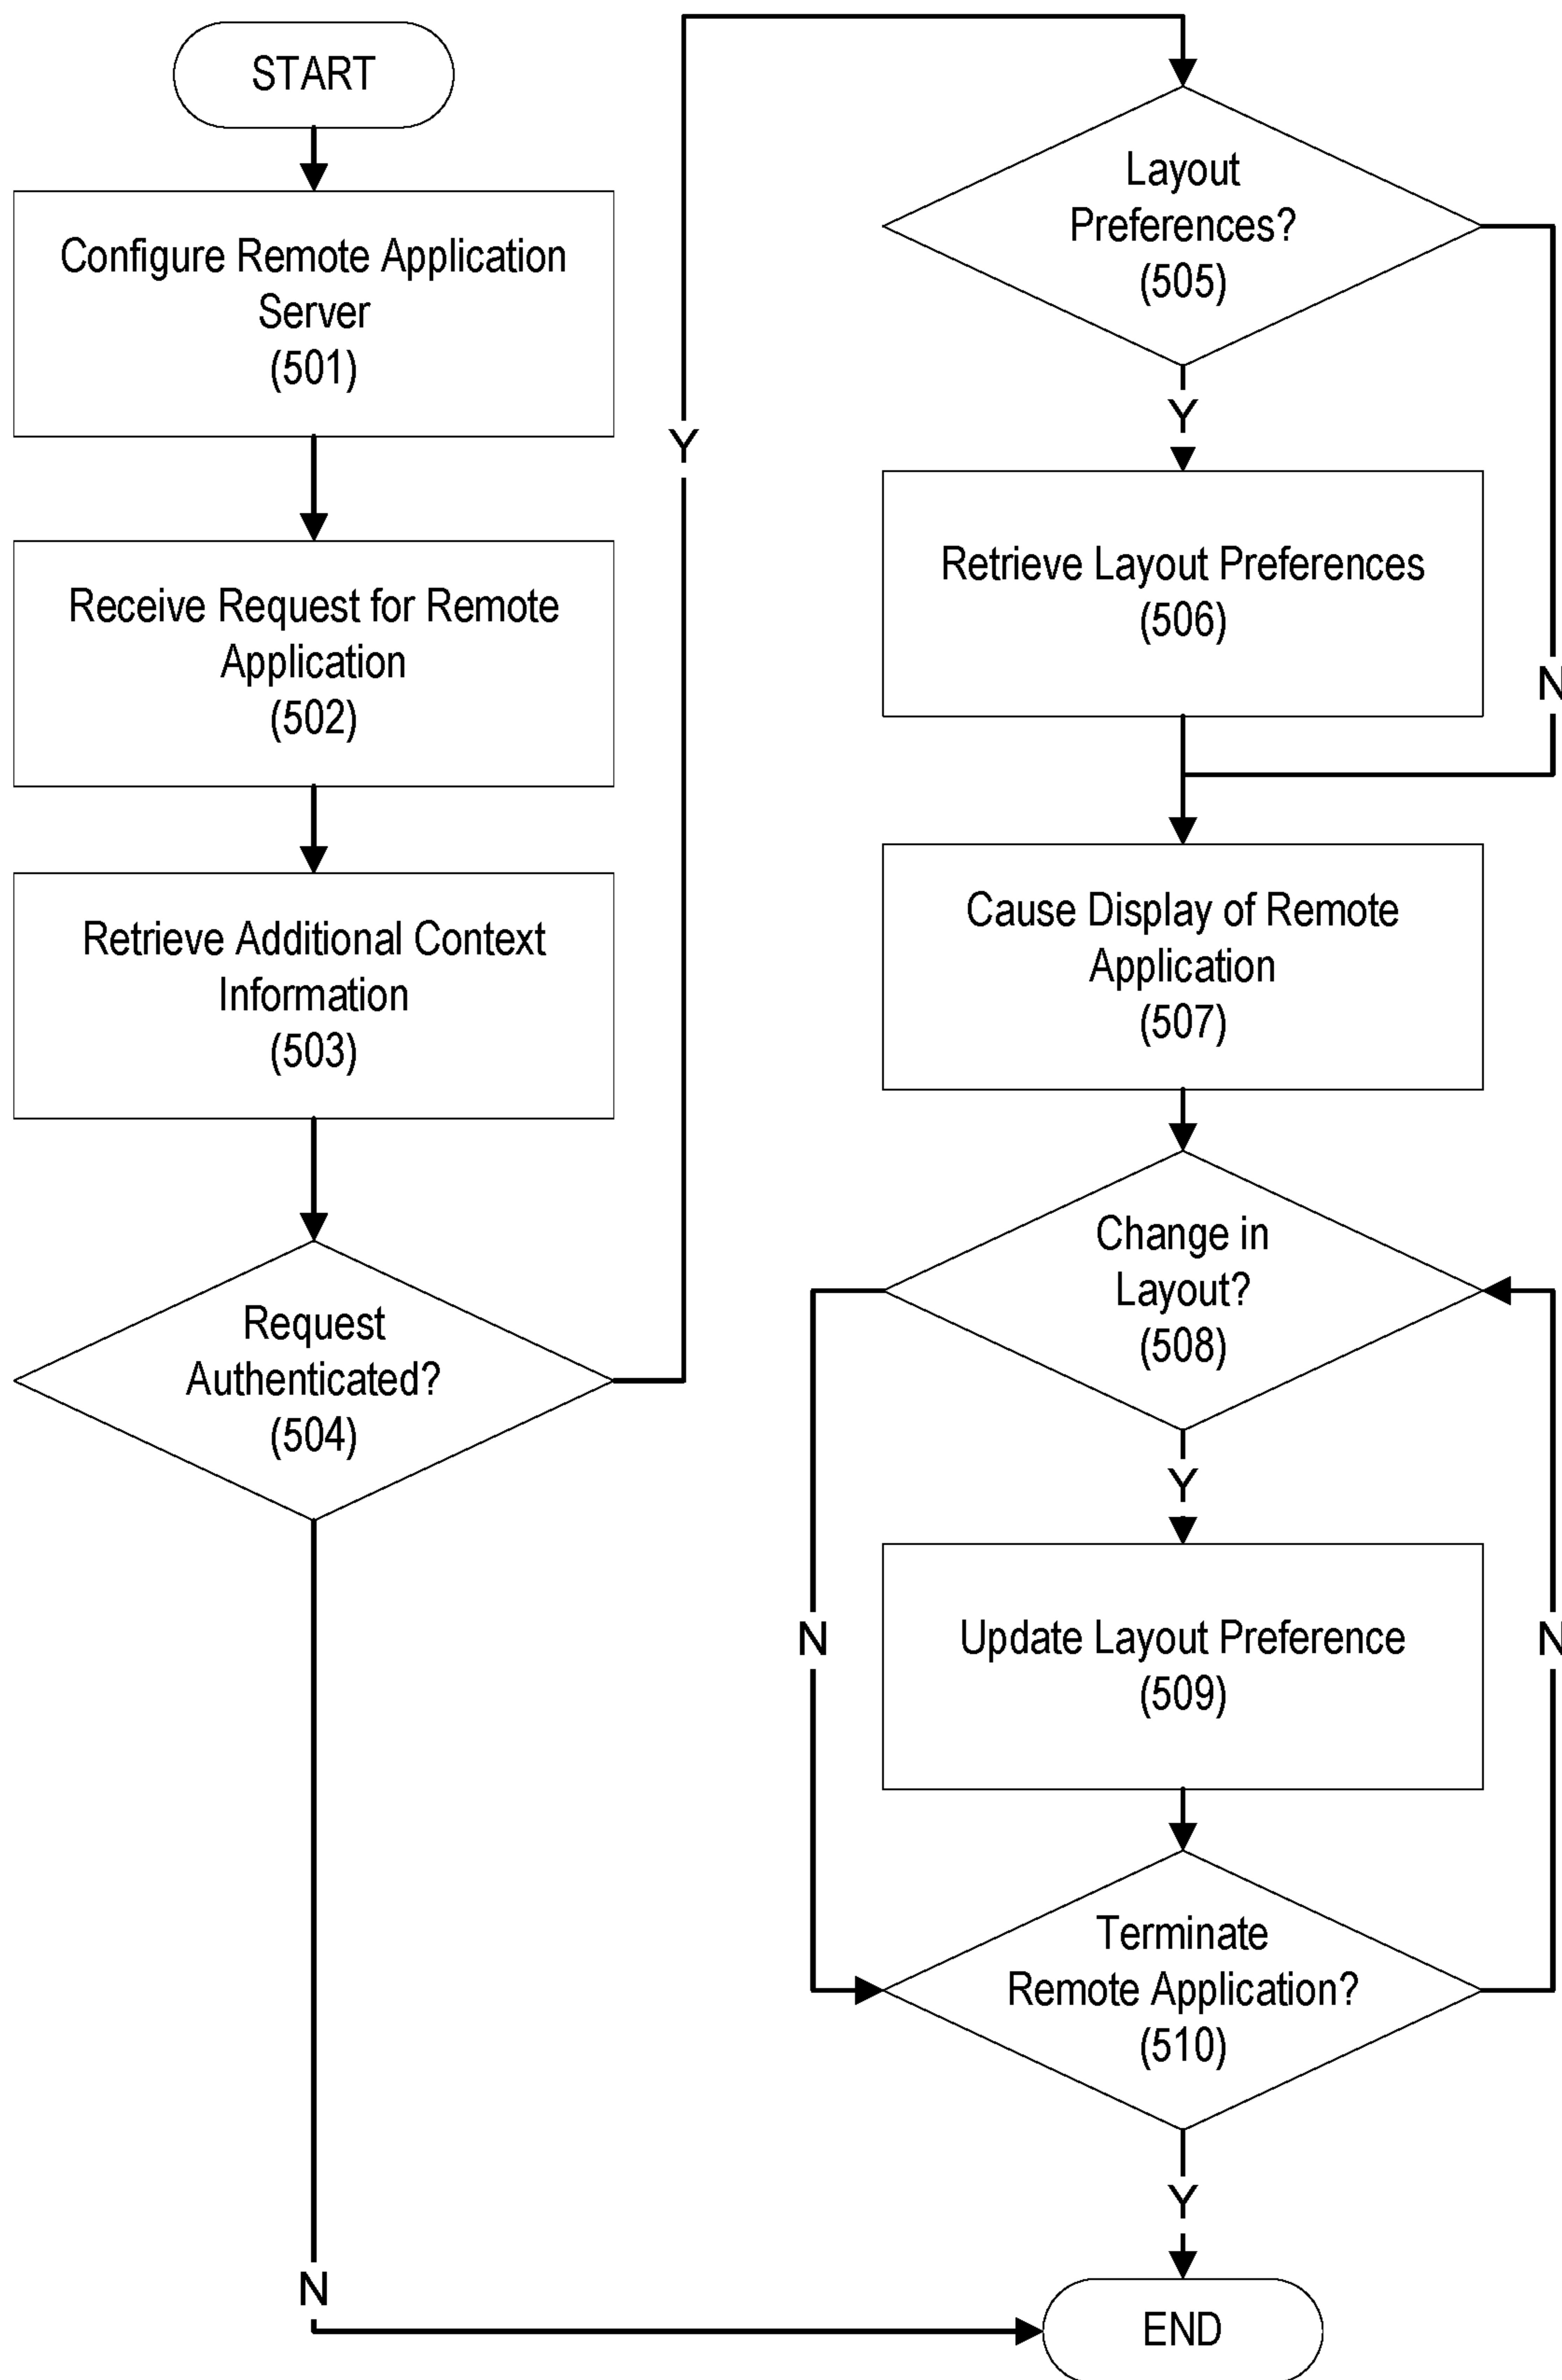 START
Configure Remote Application
Server
(501)
Receive Request for Remote
Application
(502)
Retrieve Additional Context
Information
(503)
Request
Authenticated?
(504)
Y
N
Layout
Preferences?
(505)
Y
N
Retrieve Layout Preferences
(506)
Cause Display of Remote
Application
(507)
Change in
Layout?
(508)
Y
N
Update Layout Preference
(509)
N
Terminate
Remote Application?
(510)
Y
END